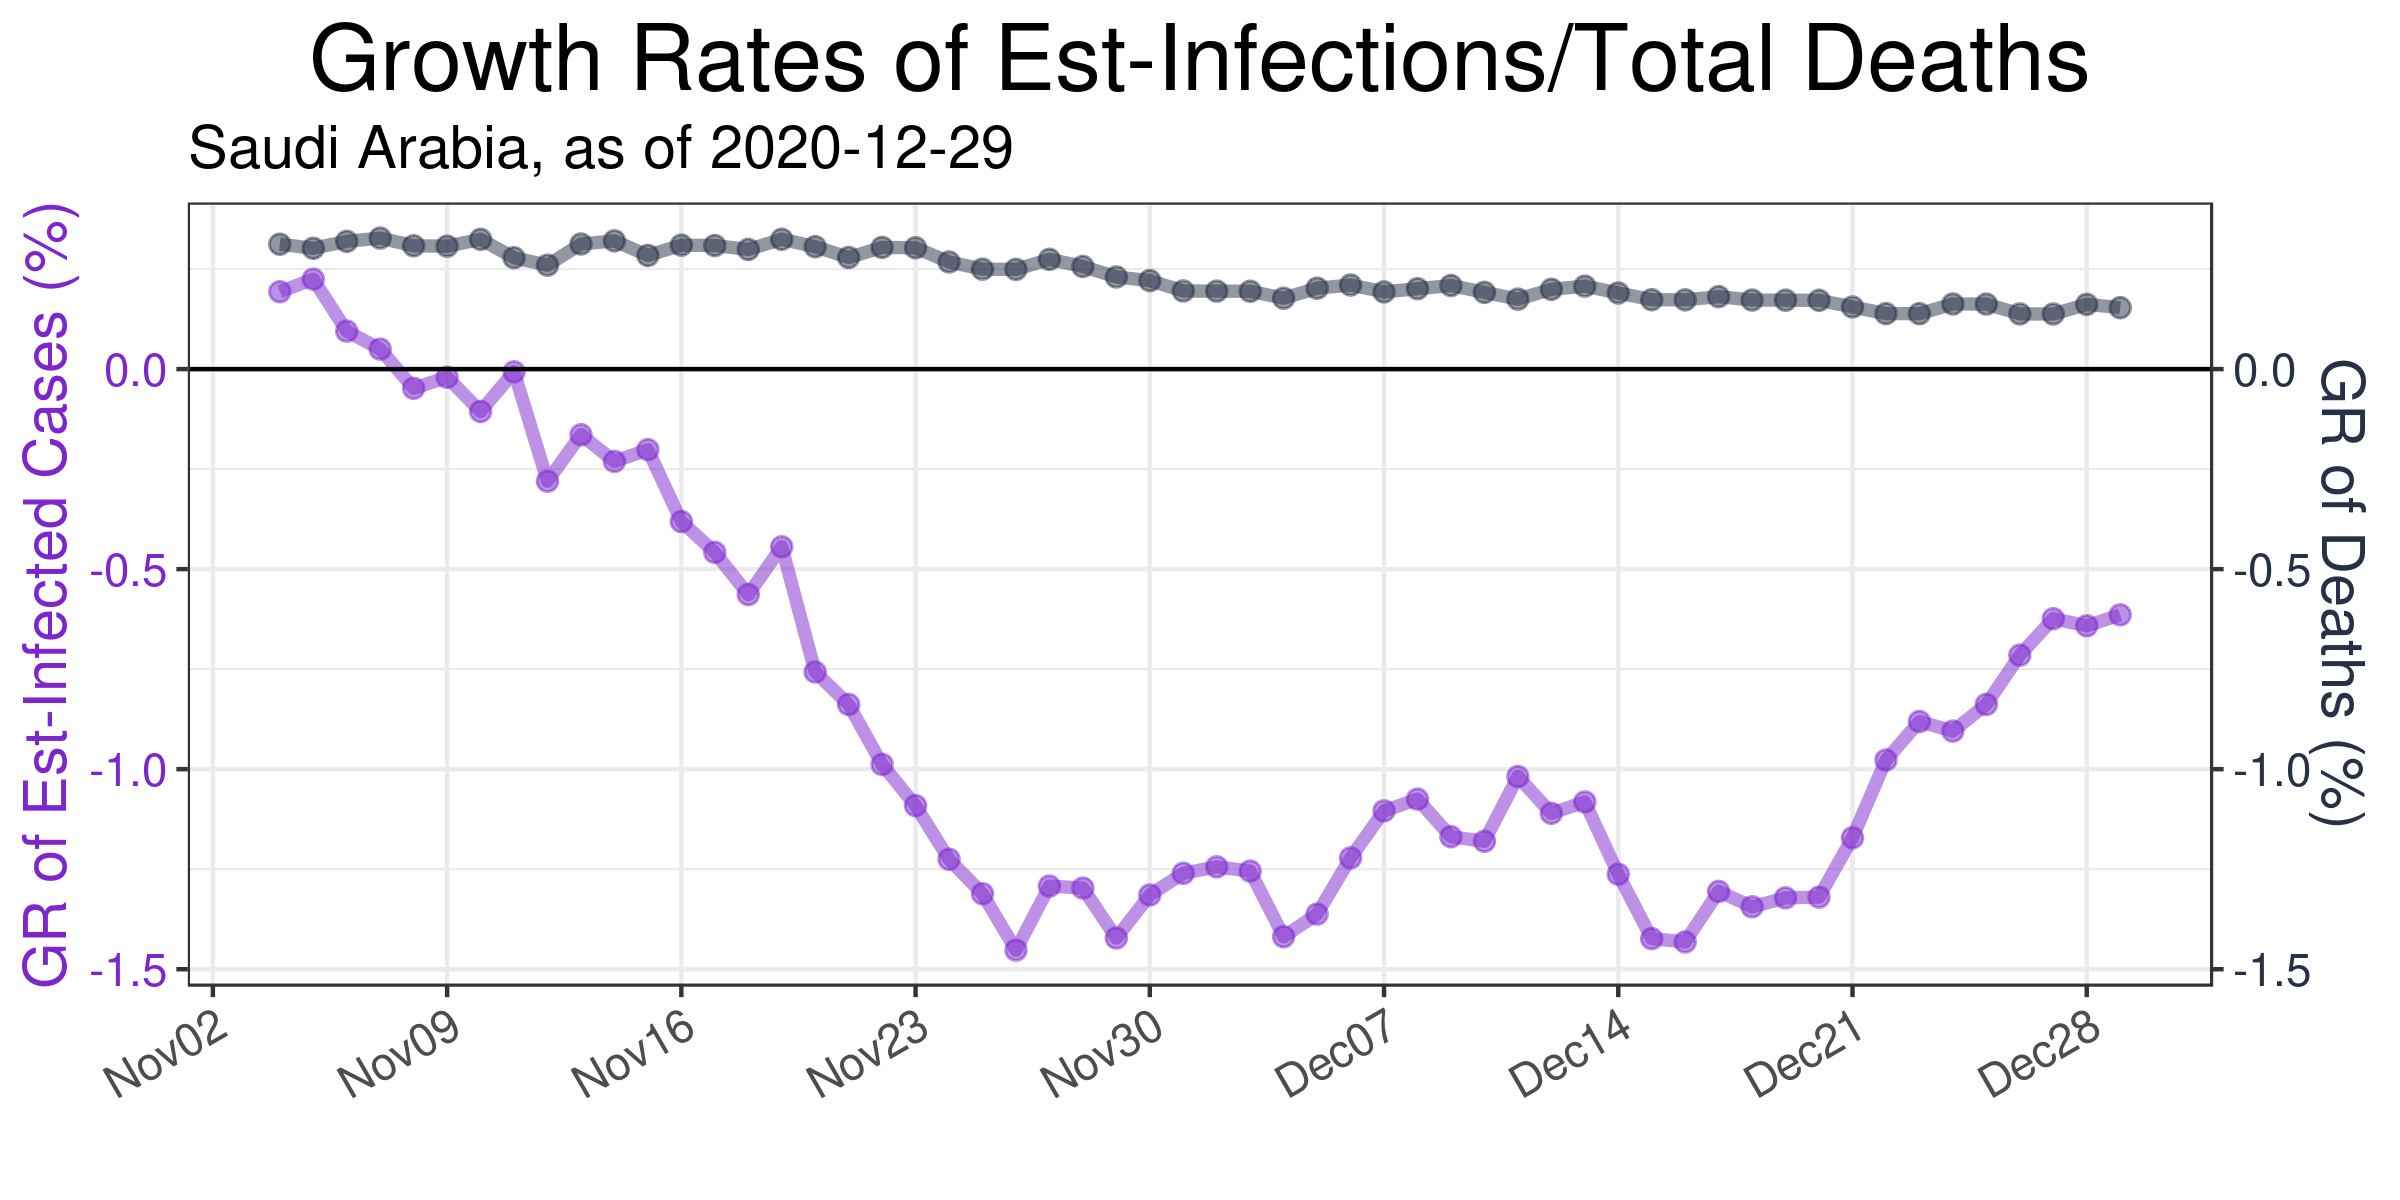 Growth Rates of Est-Infections/Total Deaths
Saudi Arabia, as of 2020-12-29
GR of Est-Infected Cases (%)
0.0
-0.5
-1.0
-1.5
0.0
-0.5
-1.0
-1.5
GR of Deaths (%)
Nov02
Nov09
Nov16
Nov23
Nov30
Dec07
Dec14
Dec21
Dec28